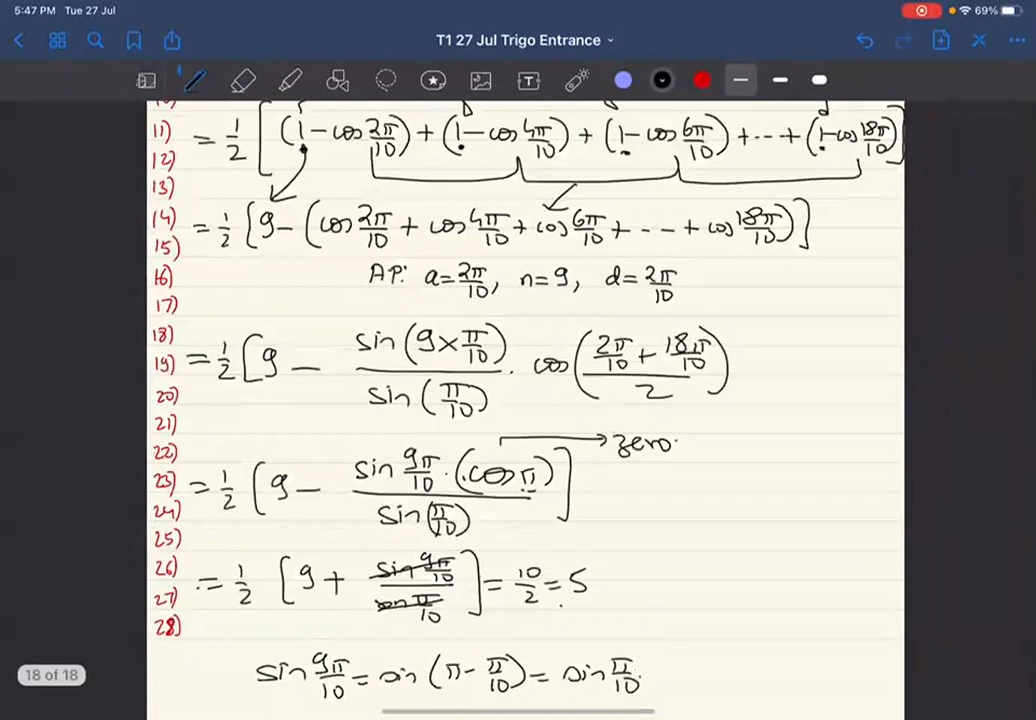 5:47 PM Tue 27 Jul 69%
T1 27 Jul Trigo Entrance
11) = 1/2 [(1 - cos 2π/10) + (1 - cos 4π/10) + (1 - cos 6π/10) + --- + (1 - cos 18π/10)]
12)
13)
14) = 1/2 [9 - (cos 2π/10 + cos 4π/10 + cos 6π/10 + --- + cos 18π/10)]
15)
16) AP: a = 2π/10, n = 9, d = 2π/10
17)
18)
19) = 1/2 [9 - sin(9 × π/10) / sin(π/10) . cos((2π/10 + 18π/10) / 2)
20)
21)
22) zero.
23) = 1/2 [9 - sin 9π/10 . (cos π) / sin(π/10)]
24)
25)
26) = 1/2 [9 + sin 9π/10 / sin π/10] = 10/2 = 5
27)
28)
sin 9π/10 = sin (π - π/10) = sin π/10.
18 of 18